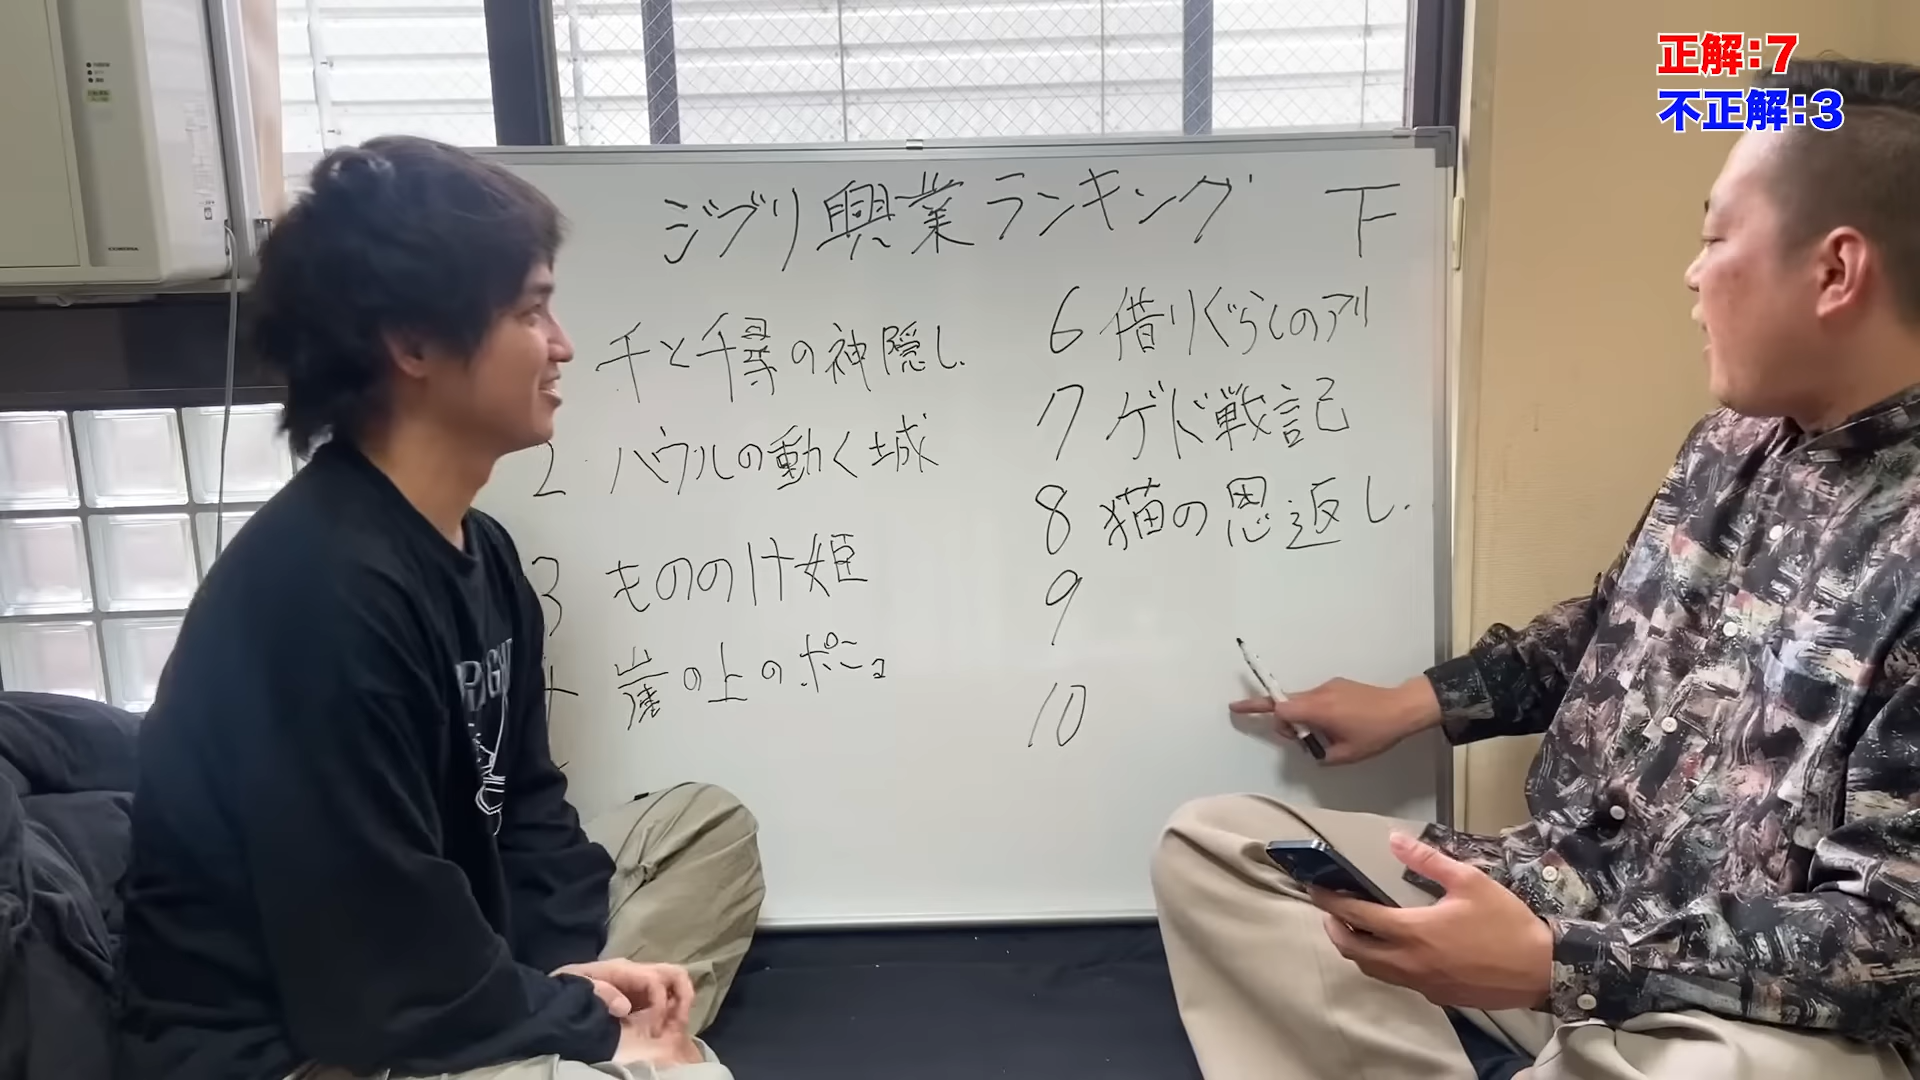 正解:7
不正解:3
ジブリ興業ランキング 下
千と千尋の神隠し
2 ハウルの動く城
3 もののけ姫
崖の上のポニョ
6 借りぐらしのアリ
7 ゲド戦記
8 猫の恩返し
9
10